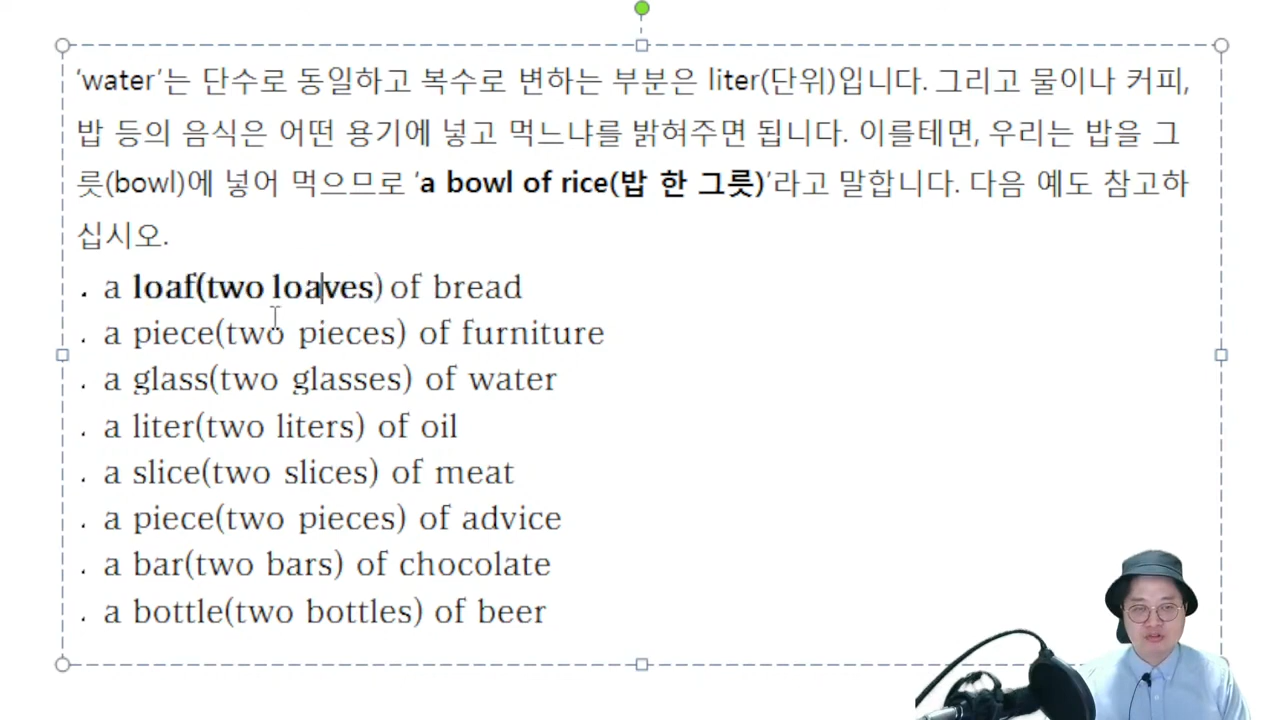 ‘water’는 단수로 동일하고 복수로 변하는 부분은 liter(단위)입니다. 그리고 물이나 커피,
밥 등의 음식은 어떤 용기에 넣고 먹느냐를 밝혀주면 됩니다. 이를테면, 우리는 밥을 그
릇(bowl)에 넣어 먹으므로 ‘a bowl of rice(밥 한 그릇)’라고 말합니다. 다음 예도 참고하
십시오.
. a loaf(two loaves) of bread
. a piece(two pieces) of furniture
. a glass(two glasses) of water
. a liter(two liters) of oil
. a slice(two slices) of meat
. a piece(two pieces) of advice
. a bar(two bars) of chocolate
. a bottle(two bottles) of beer